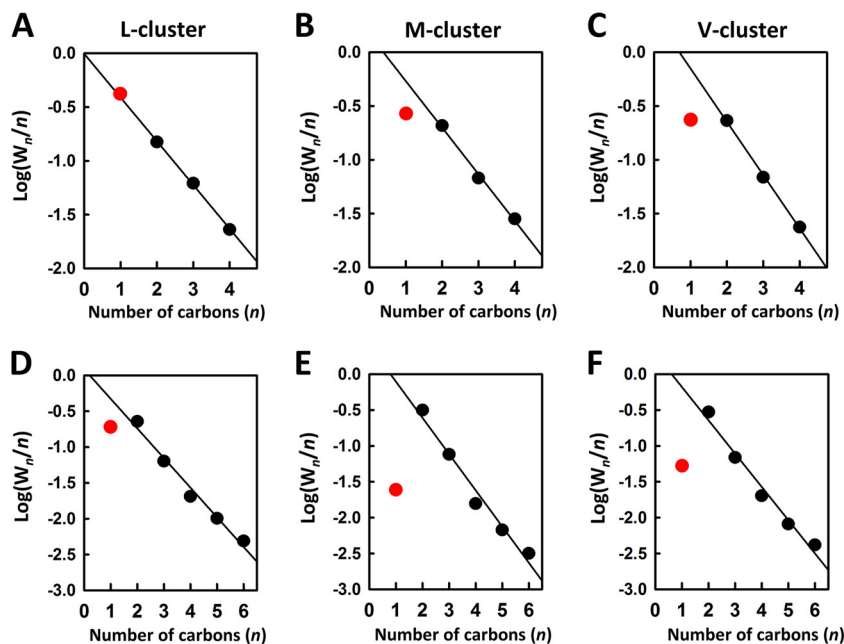 A L-cluster B M-cluster C V-cluster
0.0 0.0 0.0
-0.5 -0.5 -0.5
-1.0 -1.0 -1.0
-1.5 -1.5 -1.5
-2.0 -2.0 -2.0
Log(Wn/n) Log(Wn/n) Log(Wn/n)
0 1 2 3 4 0 1 2 3 4 0 1 2 3 4
Number of carbons (n) Number of carbons (n) Number of carbons (n)
D E F
0.0 0.0 0.0
-0.5 -0.5 -0.5
-1.0 -1.0 -1.0
-1.5 -1.5 -1.5
-2.0 -2.0 -2.0
-2.5 -2.5 -2.5
-3.0 -3.0 -3.0
Log(Wn/n) Log(Wn/n) Log(Wn/n)
0 1 2 3 4 5 6 0 1 2 3 4 5 6 0 1 2 3 4 5 6
Number of carbons (n) Number of carbons (n) Number of carbons (n)